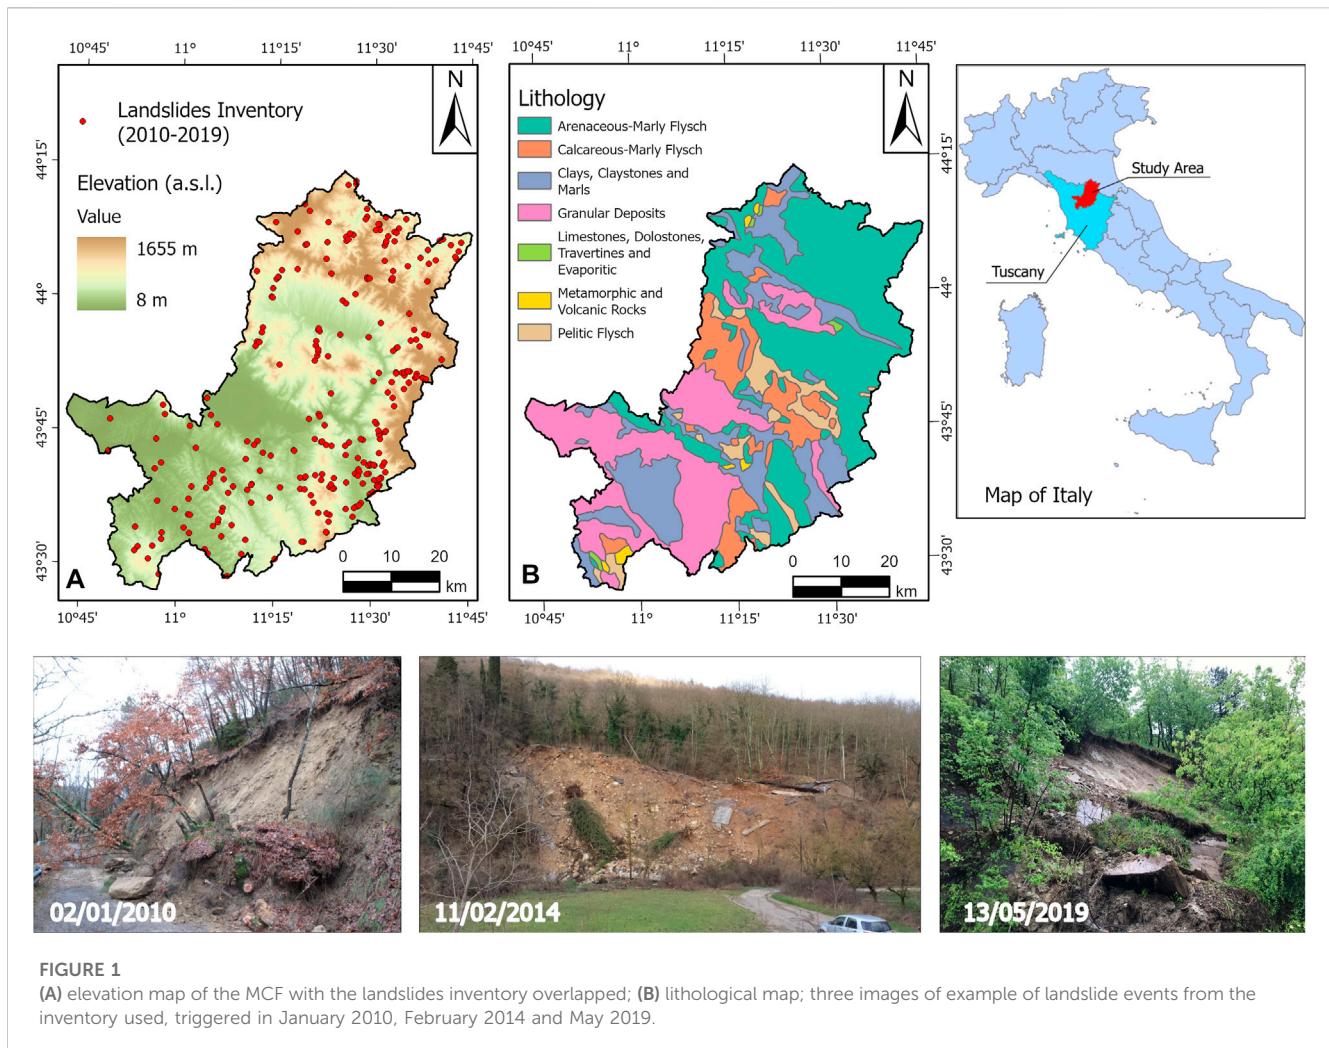 10°45'
11°
11°15'
11°30'
11°45'
10°45'
11°
11°15'
11°30'
11°45'
Landslides Inventory
(2010-2019)
Elevation (a.s.l.)
Value
1655 m
8 m
N
44°15'
44°
43°45'
43°30'
A
0 10 20
km
10°45'
11°
11°15'
11°30'
11°45'
Lithology
Arenaceous-Marly Flysch
Calcareous-Marly Flysch
Clays, Claystones and
Marls
Granular Deposits
Limestones, Dolostones,
Travertines and
Evaporitic
Metamorphic and
Volcanic Rocks
Pelitic Flysch
N
44°15'
44°
43°45'
43°30'
B
0 10 20
km
10°45'
11°
11°15'
11°30'
Study Area
Tuscany
Map of Italy
02/01/2010
11/02/2014
13/05/2019
FIGURE 1
(A) elevation map of the MCF with the landslides inventory overlapped; (B) lithological map; three images of example of landslide events from the
inventory used, triggered in January 2010, February 2014 and May 2019.